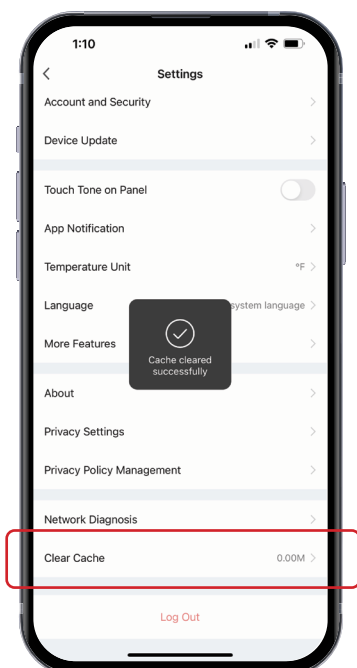 1:10
Settings
Account and Security
Device Update
Touch Tone on Panel
App Notification
Temperature Unit °F
Language system language
More Features
Cache cleared
successfully
About
Privacy Settings
Privacy Policy Management
Network Diagnosis
Clear Cache 0.00M
Log Out